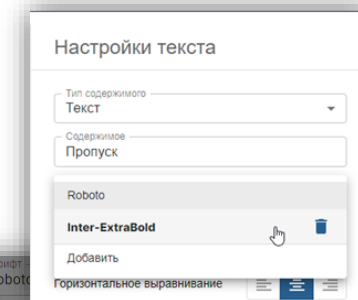 Настройки текста
Тип содержимого
Текст
Содержимое
Пропуск
Roboto
Inter-ExtraBold
Добавить
Горизонтальное выравнивание